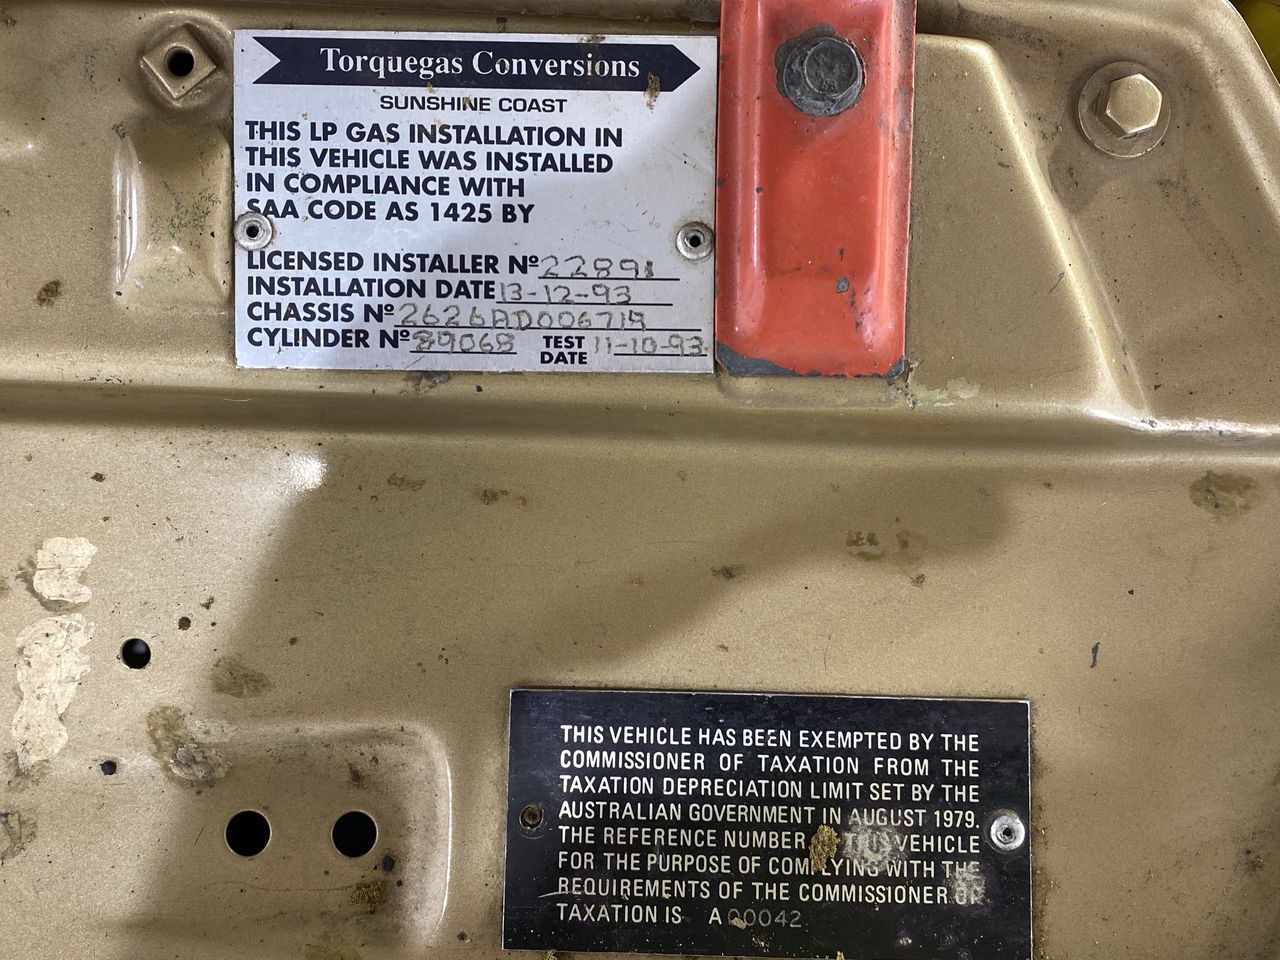 Torquegas Conversions
SUNSHINE COAST
THIS LP GAS INSTALLATION IN
THIS VEHICLE WAS INSTALLED
IN COMPLIANCE WITH
SAA CODE AS 1425 BY
LICENSED INSTALLER Nº 22891
INSTALLATION DATE 13-12-93
CHASSIS Nº 2626AD006719
CYLINDER Nº 89068 TEST DATE 11-10-93
THIS VEHICLE HAS BEEN EXEMPTED BY THE
COMMISSIONER OF TAXATION FROM THE
TAXATION DEPRECIATION LIMIT SET BY THE
AUSTRALIAN GOVERNMENT IN AUGUST 1979.
THE REFERENCE NUMBER THIS VEHICLE
FOR THE PURPOSE OF COMPLYING WITH THE
REQUIREMENTS OF THE COMMISSIONER OF
TAXATION IS A00042